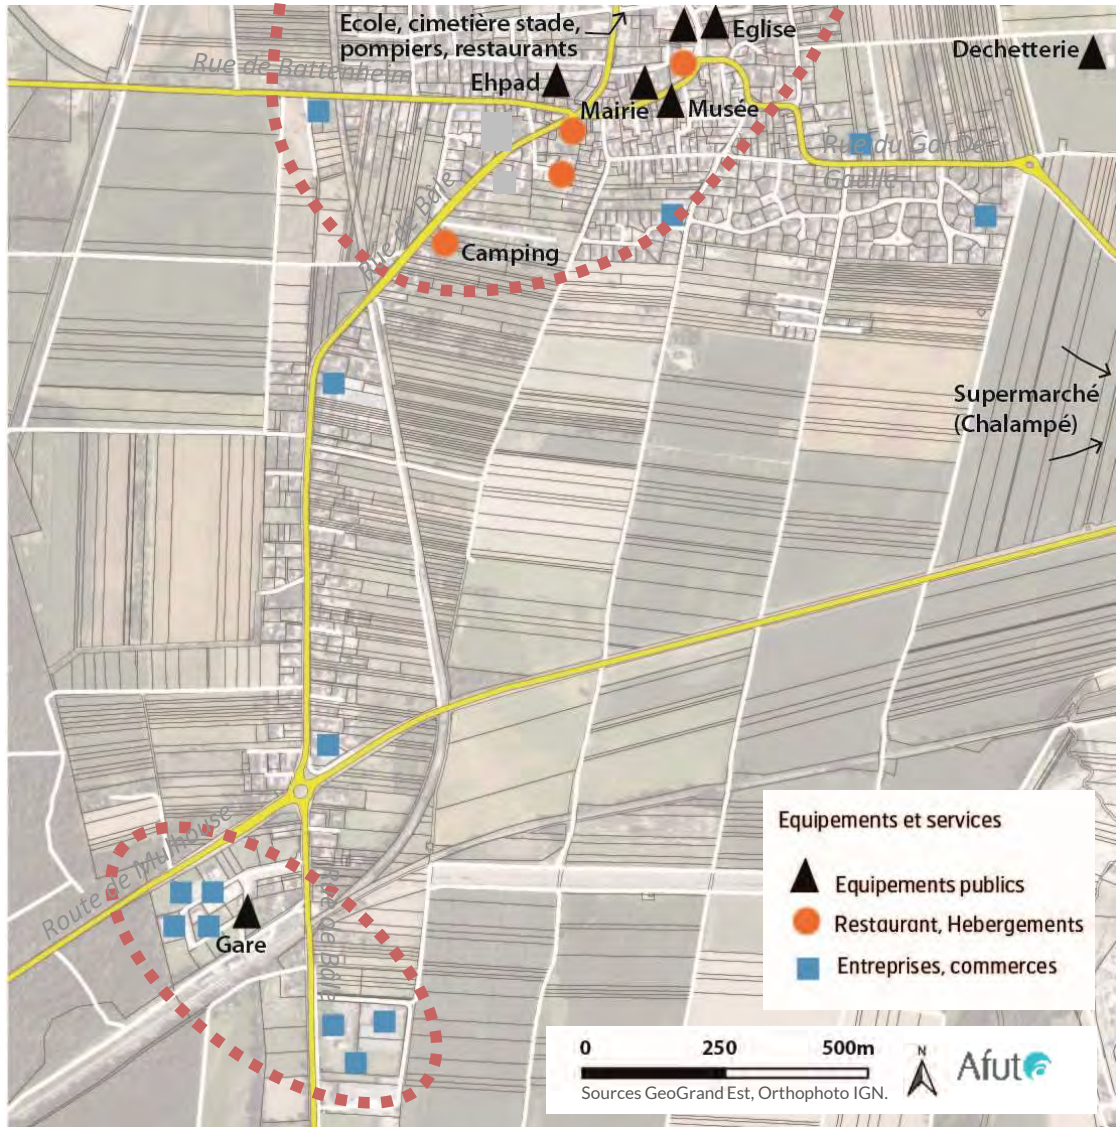 Ecole, cimetière stade,
pompiers, restaurants
Eglise
Dechetterie
Rue de Battenheim
Ehpad
Mairie
Musée
Rue du Gal De
Gaulle
Rue de Bâle
Camping
Supermarché
(Chalampé)
Route de Mulhouse
Rue de Bâle
Gare
Equipements et services
Equipements publics
Restaurant, Hebergements
Entreprises, commerces
0 250 500m
N
Afut
Sources GeoGrand Est, Orthophoto IGN.